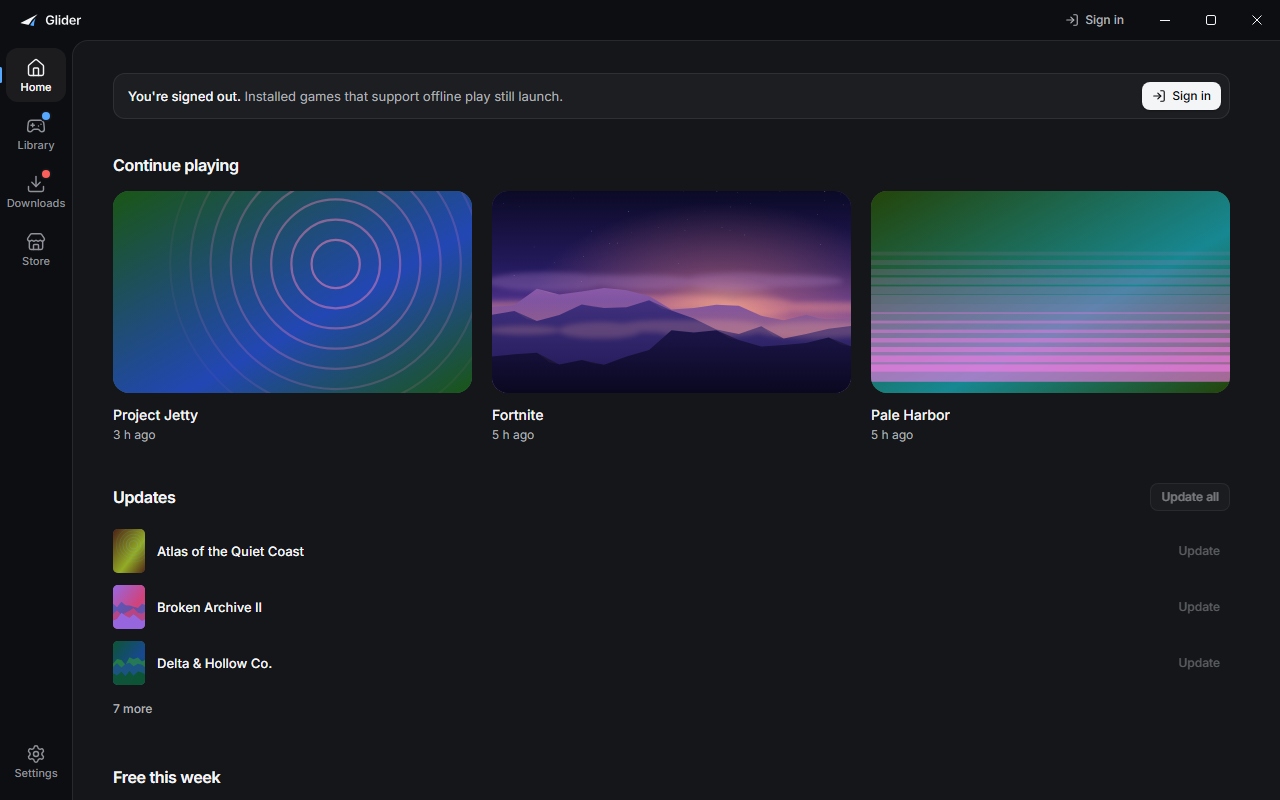 Glider
Sign in
Home
Library
Downloads
Store
Settings
You're signed out. Installed games that support offline play still launch.
Sign in
Continue playing
Project Jetty
3 h ago
Fortnite
5 h ago
Pale Harbor
5 h ago
Updates
Update all
Atlas of the Quiet Coast
Update
Broken Archive II
Update
Delta & Hollow Co.
Update
7 more
Free this week